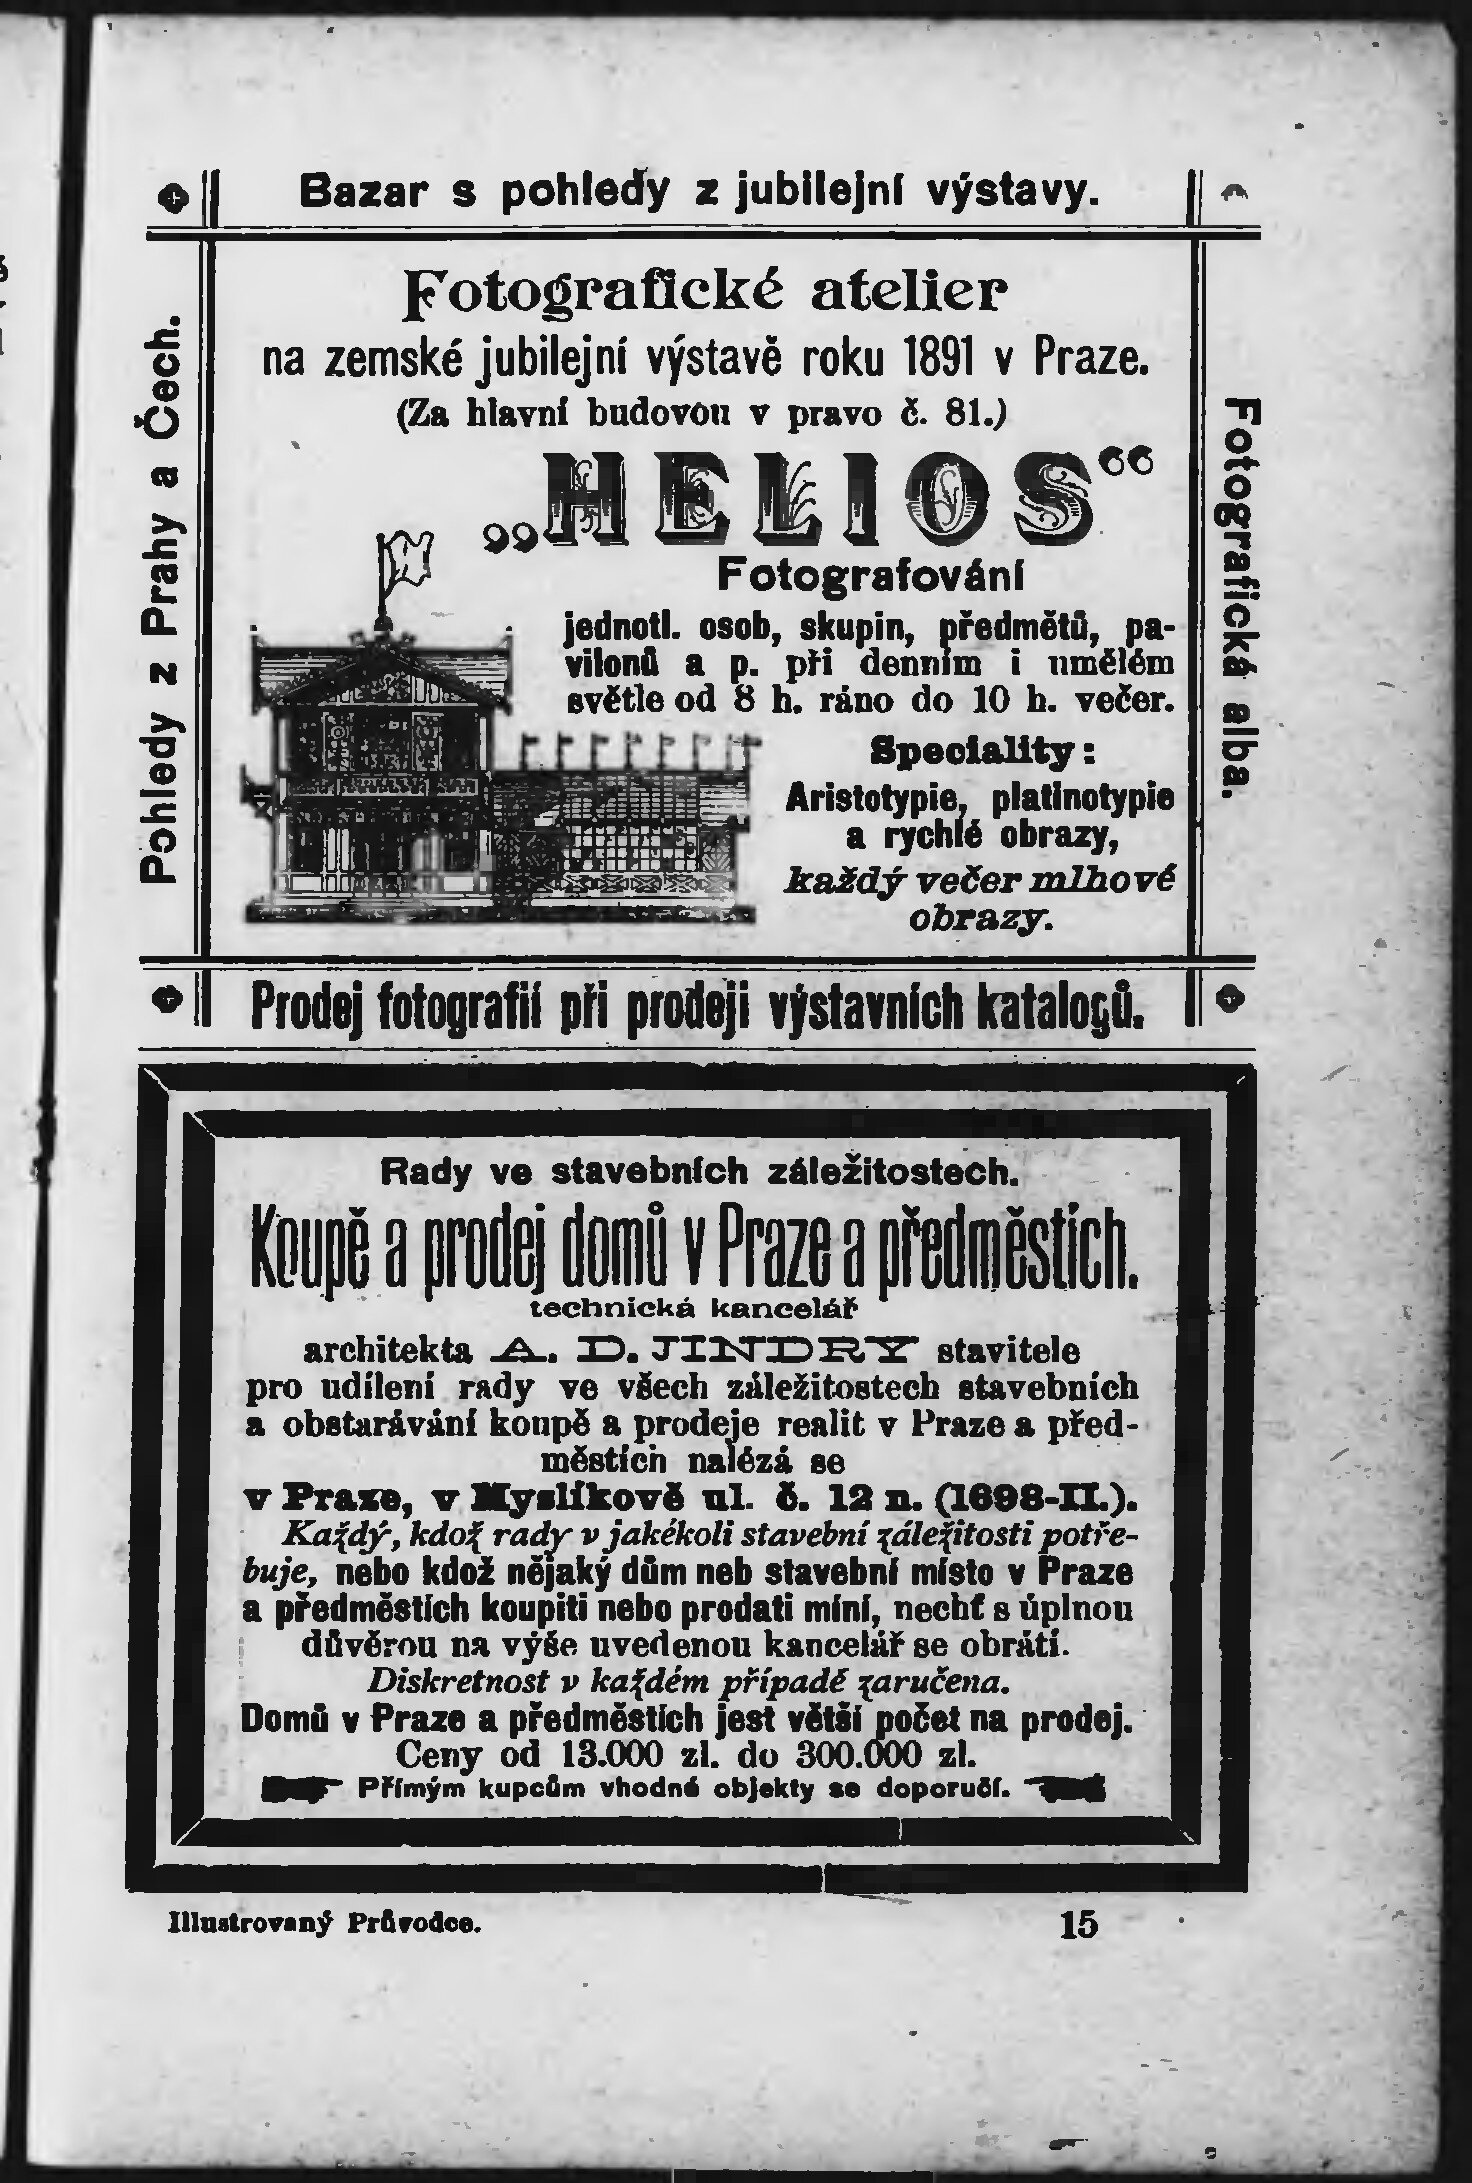 Bazar s pohledy z jubilejní výstavy.
Pohledy z Prahy a Čech.
Fotografické atelier
na zemské jubilejní výstavě roku 1891 v Praze.
(Za hlavní budovou v pravo č. 81.)
„HELIOS“
Fotografování
jednotl. osob, skupin, předmětů, pa-
vilonů a p. při denním i umělém
světle od 8 h. ráno do 10 h. večer.
Speciality:
Aristotypie, platinotypie
a rychlé obrazy,
každý večer mlhové
obrazy.
Fotografická alba.
Prodej fotografií při prodeji výstavních katalogů.
Rady ve stavebních záležitostech.
Koupě a prodej domů v Praze a předměstích.
technická kancelář
architekta A. D. JINDRY stavitele
pro udílení rady ve všech záležitostech stavebních
a obstarávání koupě a prodeje realit v Praze a před-
městích nalézá se
v Praze, v Myslíkově ul. č. 12 n. (1698-II.).
Každý, kdož rady v jakékoli stavební záležitosti potře-
buje, nebo kdož nějaký dům neb stavební místo v Praze
a předměstích koupiti nebo prodati míní, nechť s úplnou
důvěrou na výše uvedenou kancelář se obrátí.
Diskretnost v každém případě zaručena.
Domů v Praze a předměstích jest větší počet na prodej.
Ceny od 13.000 zl. do 300.000 zl.
Přímým kupcům vhodné objekty se doporučí.
Illustrovaný Průvodce. 15